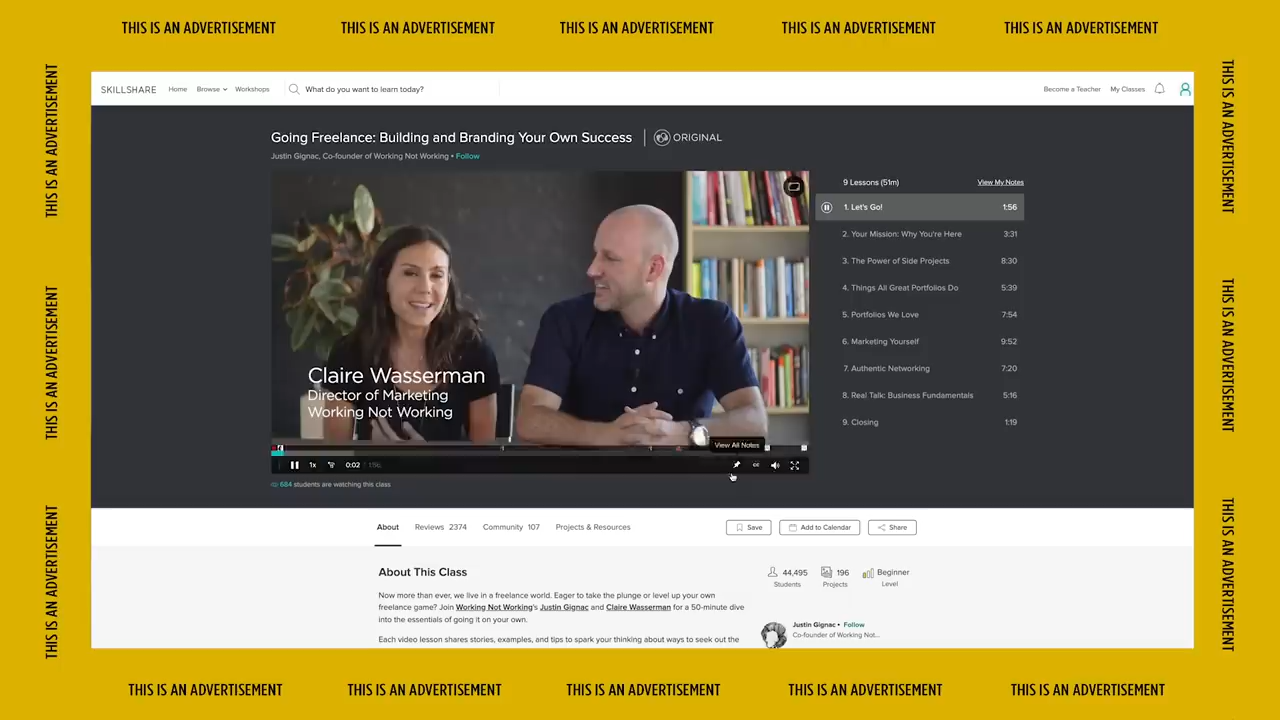 THIS IS AN ADVERTISEMENT THIS IS AN ADVERTISEMENT THIS IS AN ADVERTISEMENT THIS IS AN ADVERTISEMENT THIS IS AN ADVERTISEMENT
THIS IS AN ADVERTISEMENT
THIS IS AN ADVERTISEMENT
THIS IS AN ADVERTISEMENT
SKILLSHARE Home Browse Workshops What do you want to learn today? Become a Teacher My Classes
Going Freelance: Building and Branding Your Own Success ORIGINAL
Justin Gignac, Co-founder of Working Not Working • Follow
Claire Wasserman
Director of Marketing
Working Not Working
View All Notes
1x 0:02 1:56
684 students are watching this class
9 Lessons (51m) View My Notes
1. Let's Go! 1:56
2. Your Mission: Why You're Here 3:31
3. The Power of Side Projects 8:30
4. Things All Great Portfolios Do 5:39
5. Portfolios We Love 7:54
6. Marketing Yourself 9:52
7. Authentic Networking 7:20
8. Real Talk: Business Fundamentals 5:16
9. Closing 1:19
About Reviews 2374 Community 107 Projects & Resources Save Add to Calendar Share
About This Class
Now more than ever, we live in a freelance world. Eager to take the plunge or level up your own
freelance game? Join Working Not Working's Justin Gignac and Claire Wasserman for a 50-minute dive
into the essentials of going it on your own.
Each video lesson shares stories, examples, and tips to spark your thinking about ways to seek out the
44,495 196 Beginner
Students Projects Level
Justin Gignac • Follow
Co-founder of Working Not...
THIS IS AN ADVERTISEMENT
THIS IS AN ADVERTISEMENT
THIS IS AN ADVERTISEMENT
THIS IS AN ADVERTISEMENT THIS IS AN ADVERTISEMENT THIS IS AN ADVERTISEMENT THIS IS AN ADVERTISEMENT THIS IS AN ADVERTISEMENT